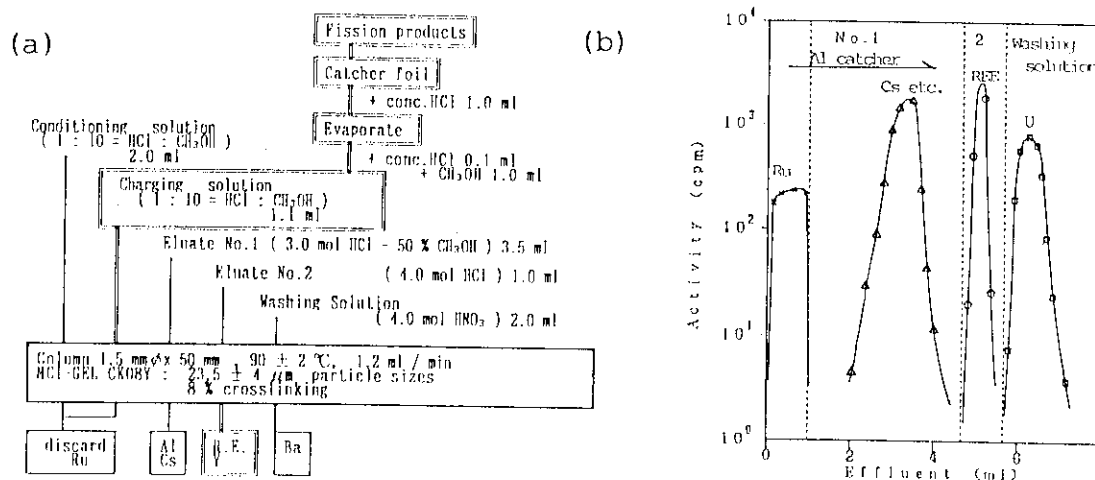 (a)
Fission products
Catcher foil
+ conc.HCl 1.0 ml
Evaporate
+ conc.HCl 0.1 ml
+ CH₃OH 1.0 ml
Conditioning solution
( 1 : 10 = HCl : CH₃OH )
2.0 ml
Charging solution
( 1 : 10 = HCl : CH₃OH )
1.1 ml
Eluate No.1 ( 3.0 mol HCl - 50 % CH₃OH ) 3.5 ml
Eluate No.2 ( 4.0 mol HCl ) 1.0 ml
Washing Solution
( 4.0 mol HNO₃ ) 2.0 ml
Column 1.5 mmφ x 50 mm , 90 ± 2 ℃, 1.2 ml / min
MCI-GEL CK08Y : 23.5 ± 4 μm particle sizes
8 % crosslinking
discard
Ru
Al
Cs
R.E.
Y
Ba
(b)
No.1
2
Washing
solution
Al catcher
Cs etc.
REE
U
Ru
Activity (cpm)
10⁴
10³
10²
10¹
10⁰
0
2
4
6
Effluent (ml)